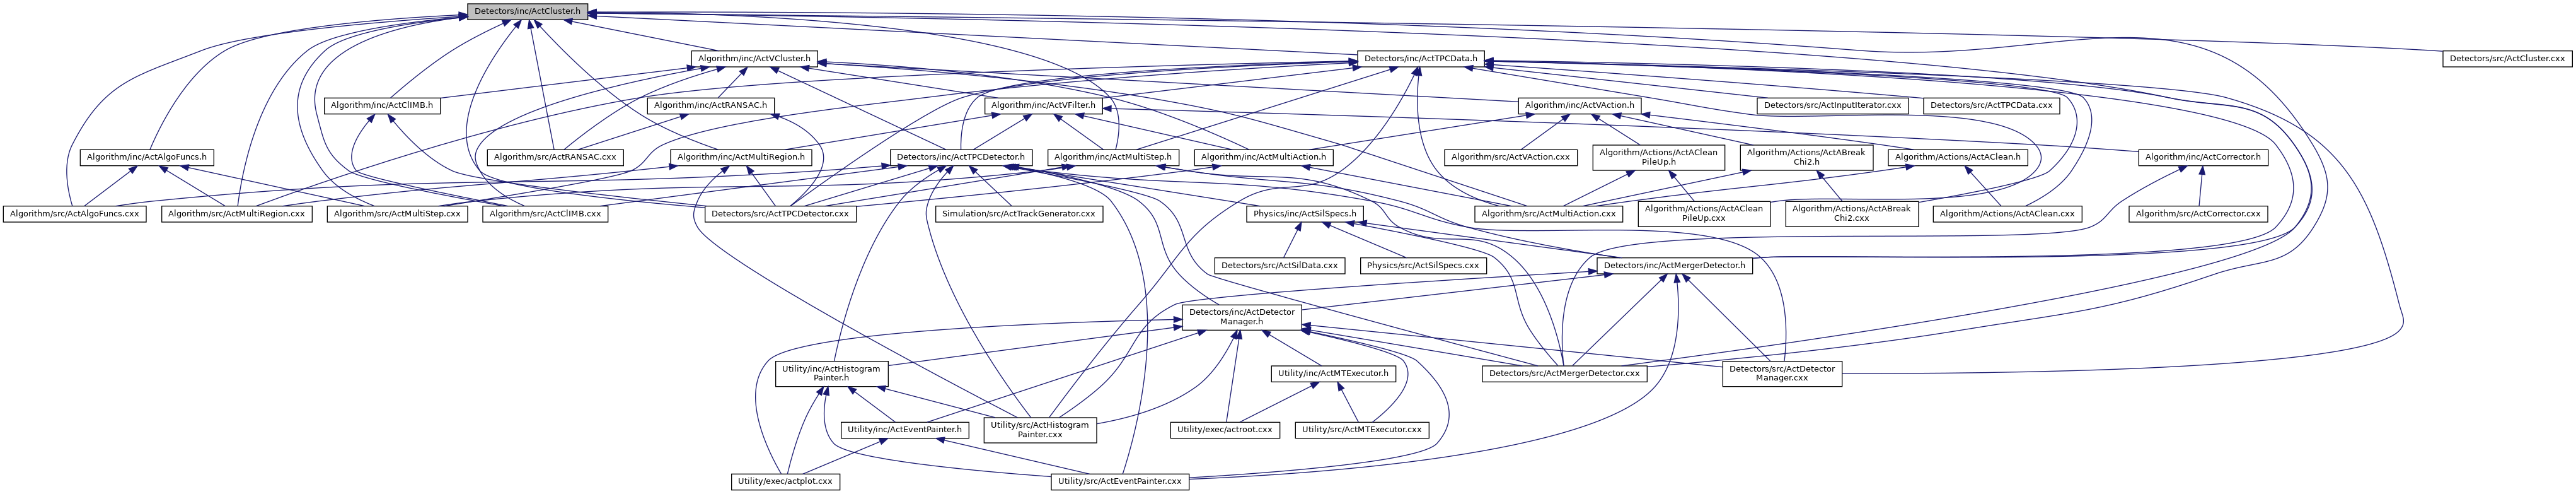 Detectors/inc/ActCluster.h
Algorithm/inc/ActVCluster.h
Detectors/inc/ActTPCData.h
Detectors/src/ActCluster.cxx
Algorithm/inc/ActClIMB.h
Algorithm/inc/ActRANSAC.h
Algorithm/inc/ActVFilter.h
Algorithm/inc/ActVAction.h
Detectors/src/ActInputIterator.cxx
Detectors/src/ActTPCData.cxx
Algorithm/inc/ActAlgoFuncs.h
Algorithm/src/ActRANSAC.cxx
Algorithm/inc/ActMultiRegion.h
Detectors/inc/ActTPCDetector.h
Algorithm/inc/ActMultiStep.h
Algorithm/inc/ActMultiAction.h
Algorithm/src/ActVAction.cxx
Algorithm/Actions/ActAClean
PileUp.h
Algorithm/Actions/ActABreak
Chi2.h
Algorithm/Actions/ActAClean.h
Algorithm/inc/ActCorrector.h
Algorithm/src/ActAlgoFuncs.cxx
Algorithm/src/ActMultiRegion.cxx
Algorithm/src/ActMultiStep.cxx
Algorithm/src/ActClIMB.cxx
Detectors/src/ActTPCDetector.cxx
Simulation/src/ActTrackGenerator.cxx
Physics/inc/ActSilSpecs.h
Algorithm/src/ActMultiAction.cxx
Algorithm/Actions/ActAClean
PileUp.cxx
Algorithm/Actions/ActABreak
Chi2.cxx
Algorithm/Actions/ActAClean.cxx
Algorithm/src/ActCorrector.cxx
Detectors/src/ActSilData.cxx
Physics/src/ActSilSpecs.cxx
Detectors/inc/ActMergerDetector.h
Detectors/inc/ActDetector
Manager.h
Utility/inc/ActHistogram
Painter.h
Utility/inc/ActMTExecutor.h
Detectors/src/ActMergerDetector.cxx
Detectors/src/ActDetector
Manager.cxx
Utility/inc/ActEventPainter.h
Utility/src/ActHistogram
Painter.cxx
Utility/exec/actroot.cxx
Utility/src/ActMTExecutor.cxx
Utility/exec/actplot.cxx
Utility/src/ActEventPainter.cxx